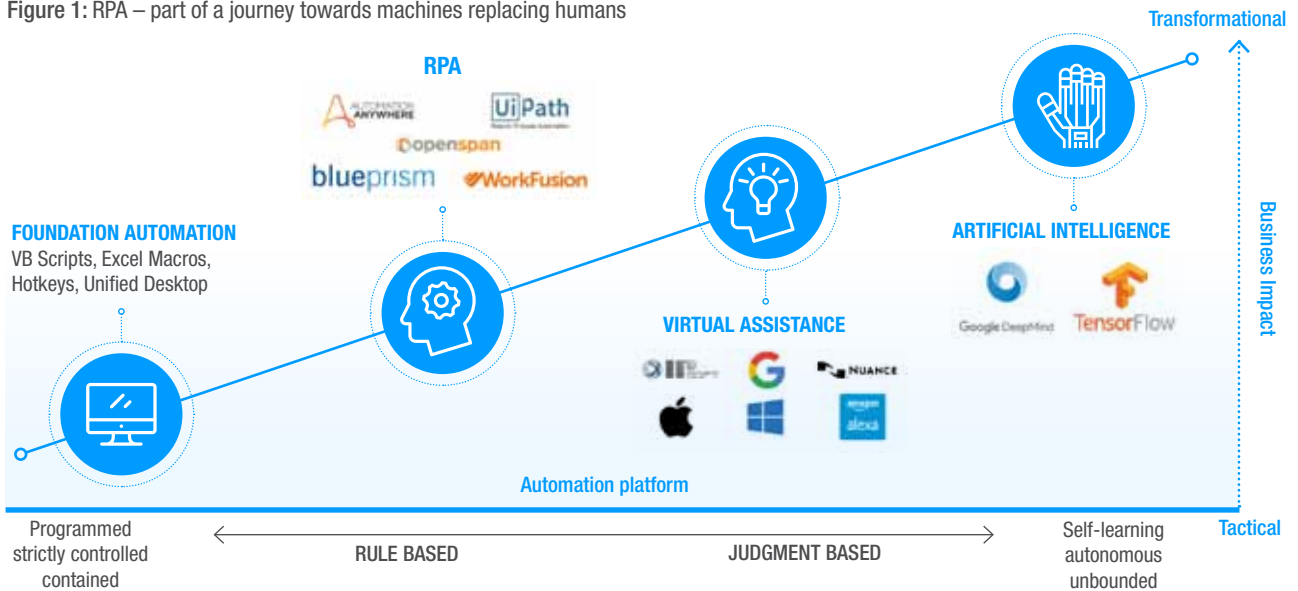 Figure 1: RPA – part of a journey towards machines replacing humans
Transformational
RPA
AUTOMATION
ANYWHERE
UiPath
openspan
blueprism
WorkFusion
FOUNDATION AUTOMATION
VB Scripts, Excel Macros,
Hotkeys, Unified Desktop
VIRTUAL ASSISTANCE
NUANCE
amazon
alexa
ARTIFICIAL INTELLIGENCE
Google DeepMind
TensorFlow
Business Impact
Automation platform
Tactical
Programmed
strictly controlled
contained
RULE BASED
JUDGMENT BASED
Self-learning
autonomous
unbounded